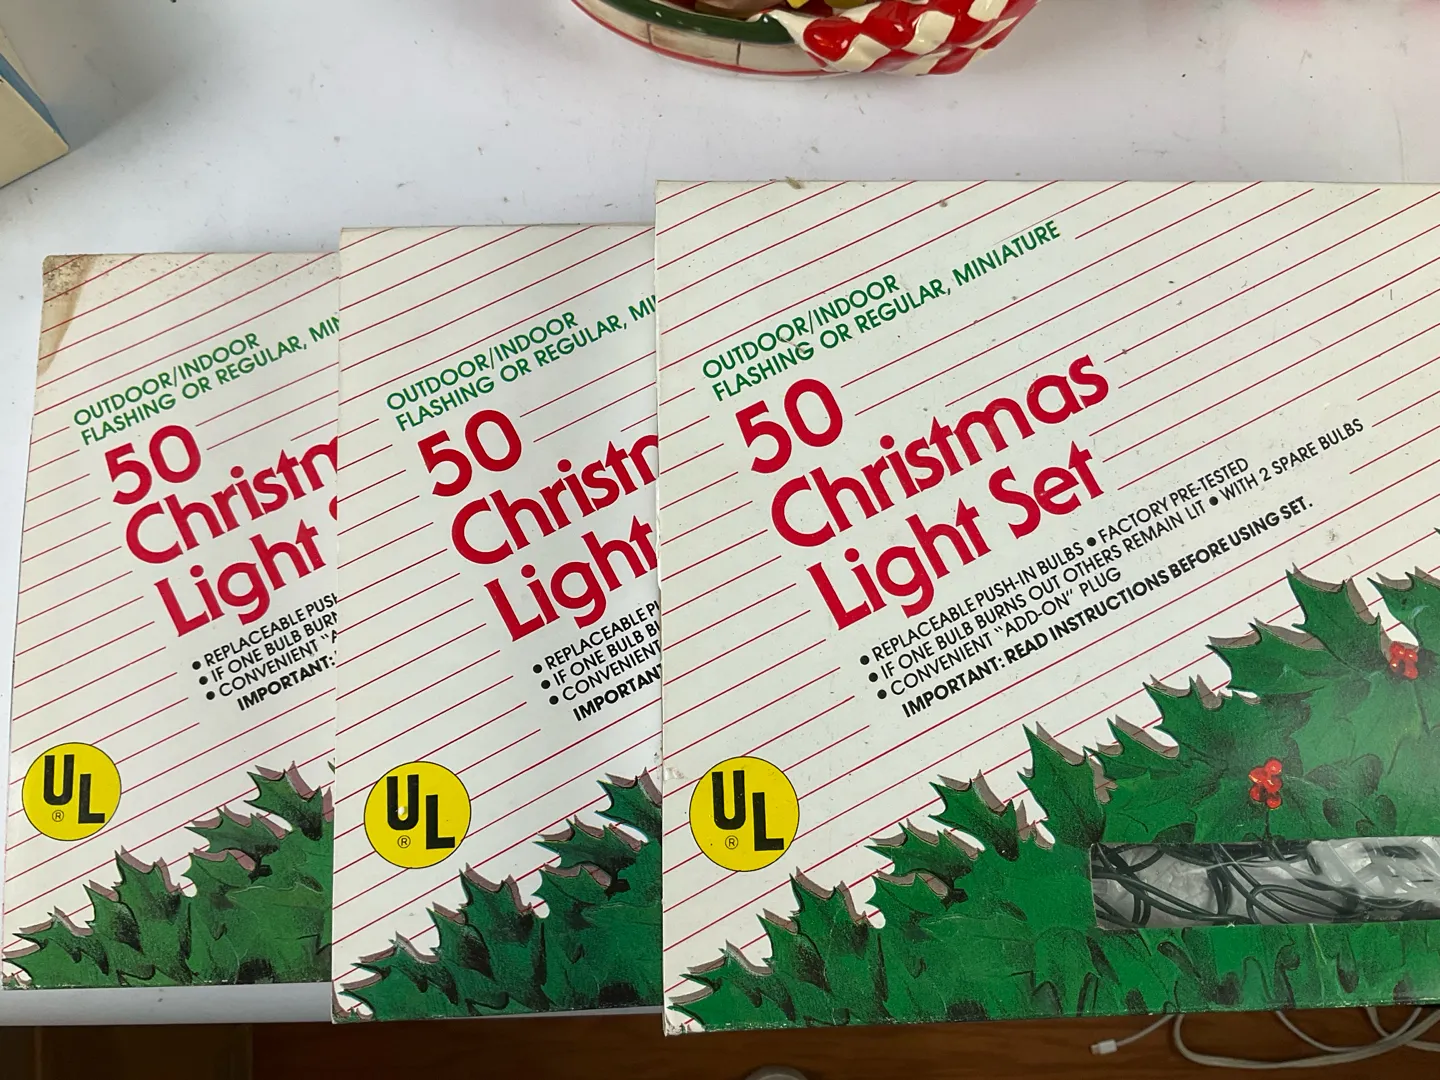 OUTDOOR/INDOOR
FLASHING OR REGULAR, MIN
50
Christm
Light
• REPLACEABLE PUSH
• IF ONE BULB BURN
• CONVENIENT "A
IMPORTANT:
UL
®
OUTDOOR/INDOOR
FLASHING OR REGULAR, MI
50
Christ
Light
• REPLACEABLE P
• IF ONE BULB B
• CONVENIENT
IMPORTAN
UL
®
OUTDOOR/INDOOR
FLASHING OR REGULAR, MINIATURE
50
Christmas
Light Set
• REPLACEABLE PUSH-IN BULBS • FACTORY PRE-TESTED
• IF ONE BULB BURNS OUT OTHERS REMAIN LIT • WITH 2 SPARE BULBS
• CONVENIENT "ADD-ON" PLUG
IMPORTANT: READ INSTRUCTIONS BEFORE USING SET.
UL
®